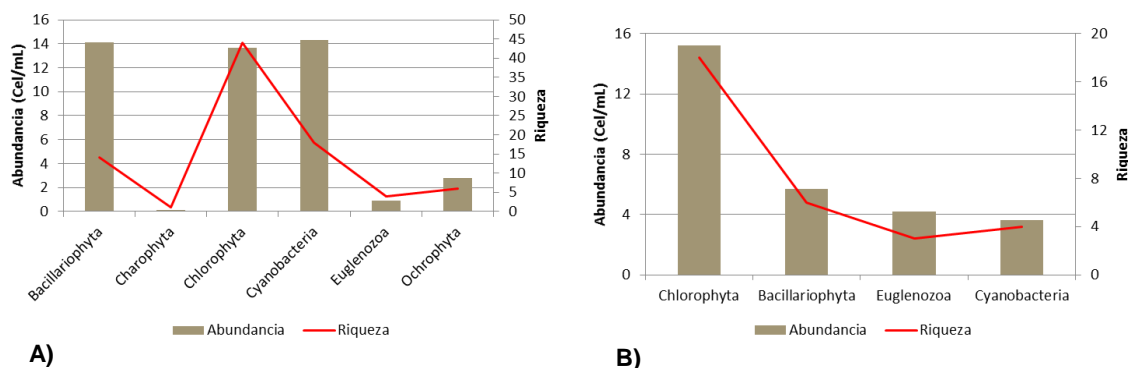 16
14
12
10
8
6
4
2
0
Abundancia (Cel/mL)
50
45
40
35
30
25
20
15
10
5
0
Riqueza
Bacillariophyta
Charophyta
Chlorophyta
Cyanobacteria
Euglenozoa
Ochrophyta
Abundancia Riqueza
A)
16
12
8
4
0
Abundancia (Cel/mL)
20
16
12
8
4
0
Riqueza
Chlorophyta Bacillariophyta Euglenozoa Cyanobacteria
Abundancia Riqueza
B)